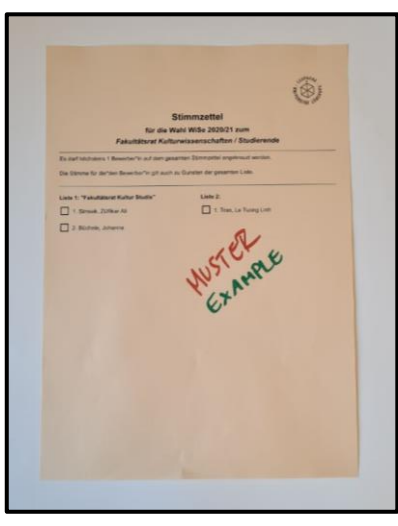 Stimmzettel
für die Wahl WiSe 2020/21 zum
Fakultätsrat Kulturwissenschaften / Studierende
Es darf höchstens 1 Bewerber*in auf dem gesamten Stimmzettel angekreuzt werden.
Die Stimme für die*den Bewerber*in gilt auch zu Gunsten der gesamten Liste.
Liste 1: "Fakultätsrat Kultur Studis"
Liste 2:
1. Simsek, Zülfikar Ali
1. Tran, Le Tuong Linh
2. Büchele, Johanna
MUSTER
EXAMPLE